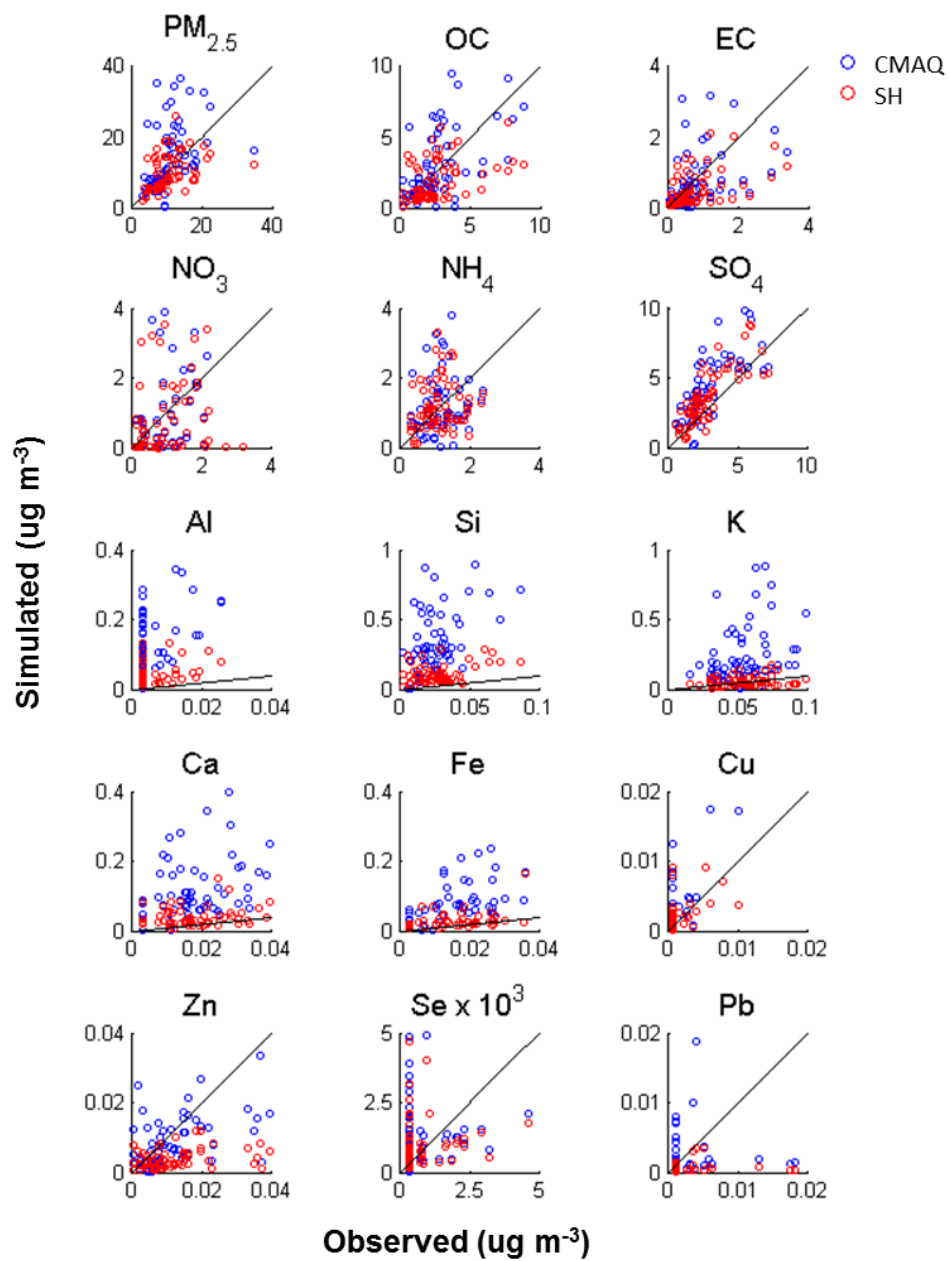 PM2.5 OC EC
CMAQ
SH
40 10 4
20 5 2
0 0 0
0 20 40 0 5 10 0 2 4
NO3 NH4 SO4
4 4 10
2 2 5
0 0 0
0 2 4 0 2 4 0 5 10
Al Si K
0.4 1 1
0.2 0.5 0.5
0 0 0
0 0.02 0.04 0 0.05 0.1 0 0.05 0.1
Ca Fe Cu
0.4 0.4 0.02
0.2 0.2 0.01
0 0 0
0 0.02 0.04 0 0.02 0.04 0 0.01 0.02
Zn Se x 10^3 Pb
0.04 5 0.02
0.02 2.5 0.01
0 0 0
0 0.02 0.04 0 2.5 5 0 0.01 0.02
Simulated (ug m-3)
Observed (ug m-3)